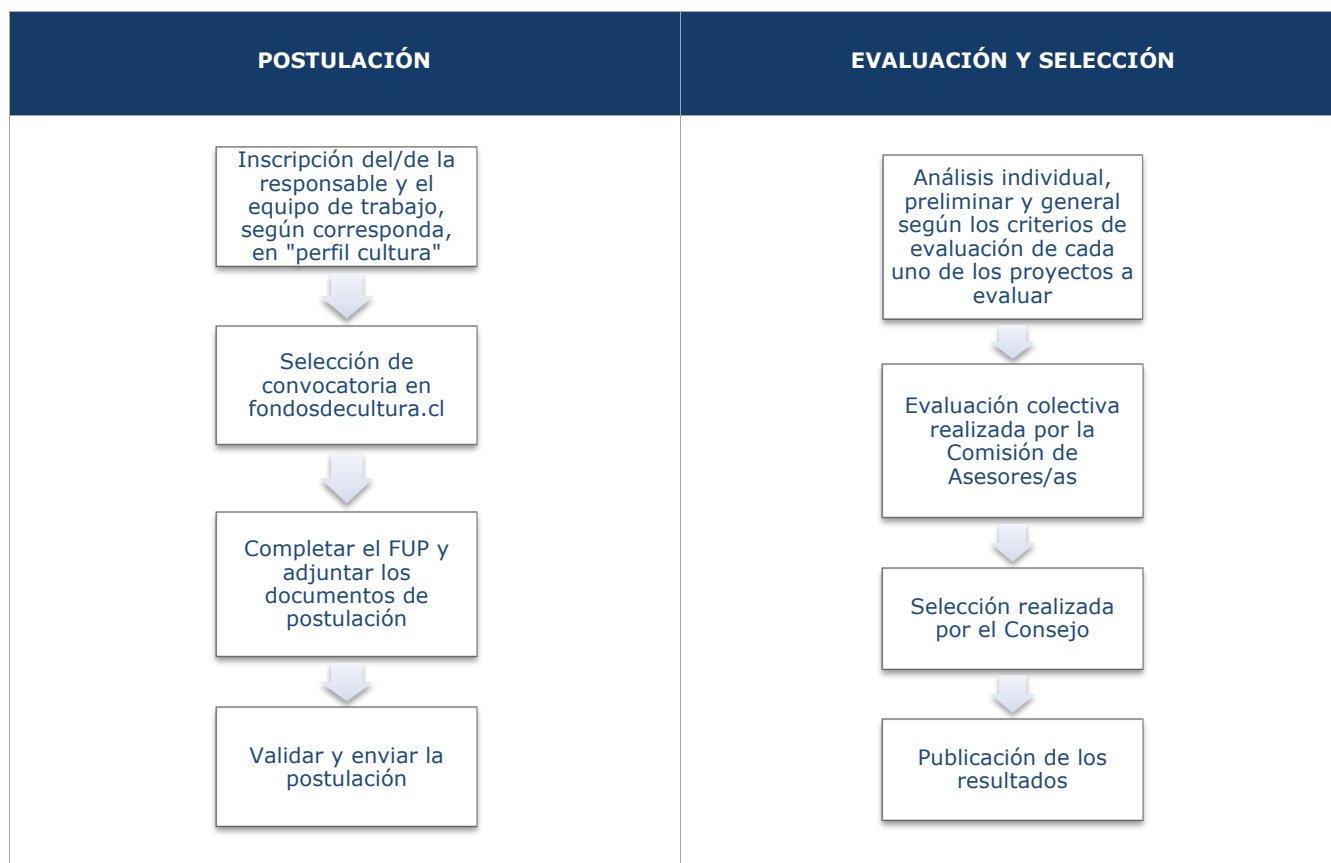 POSTULACIÓN
Inscripción del/de la
responsable y el
equipo de trabajo,
según corresponda,
en "perfil cultura"
Selección de
convocatoria en
fondosdecultura.cl
Completar el FUP y
adjuntar los
documentos de
postulación
Validar y enviar la
postulación
EVALUACIÓN Y SELECCIÓN
Análisis individual,
preliminar y general
según los criterios de
evaluación de cada
uno de los proyectos a
evaluar
Evaluación colectiva
realizada por la
Comisión de
Asesores/as
Selección realizada
por el Consejo
Publicación de los
resultados